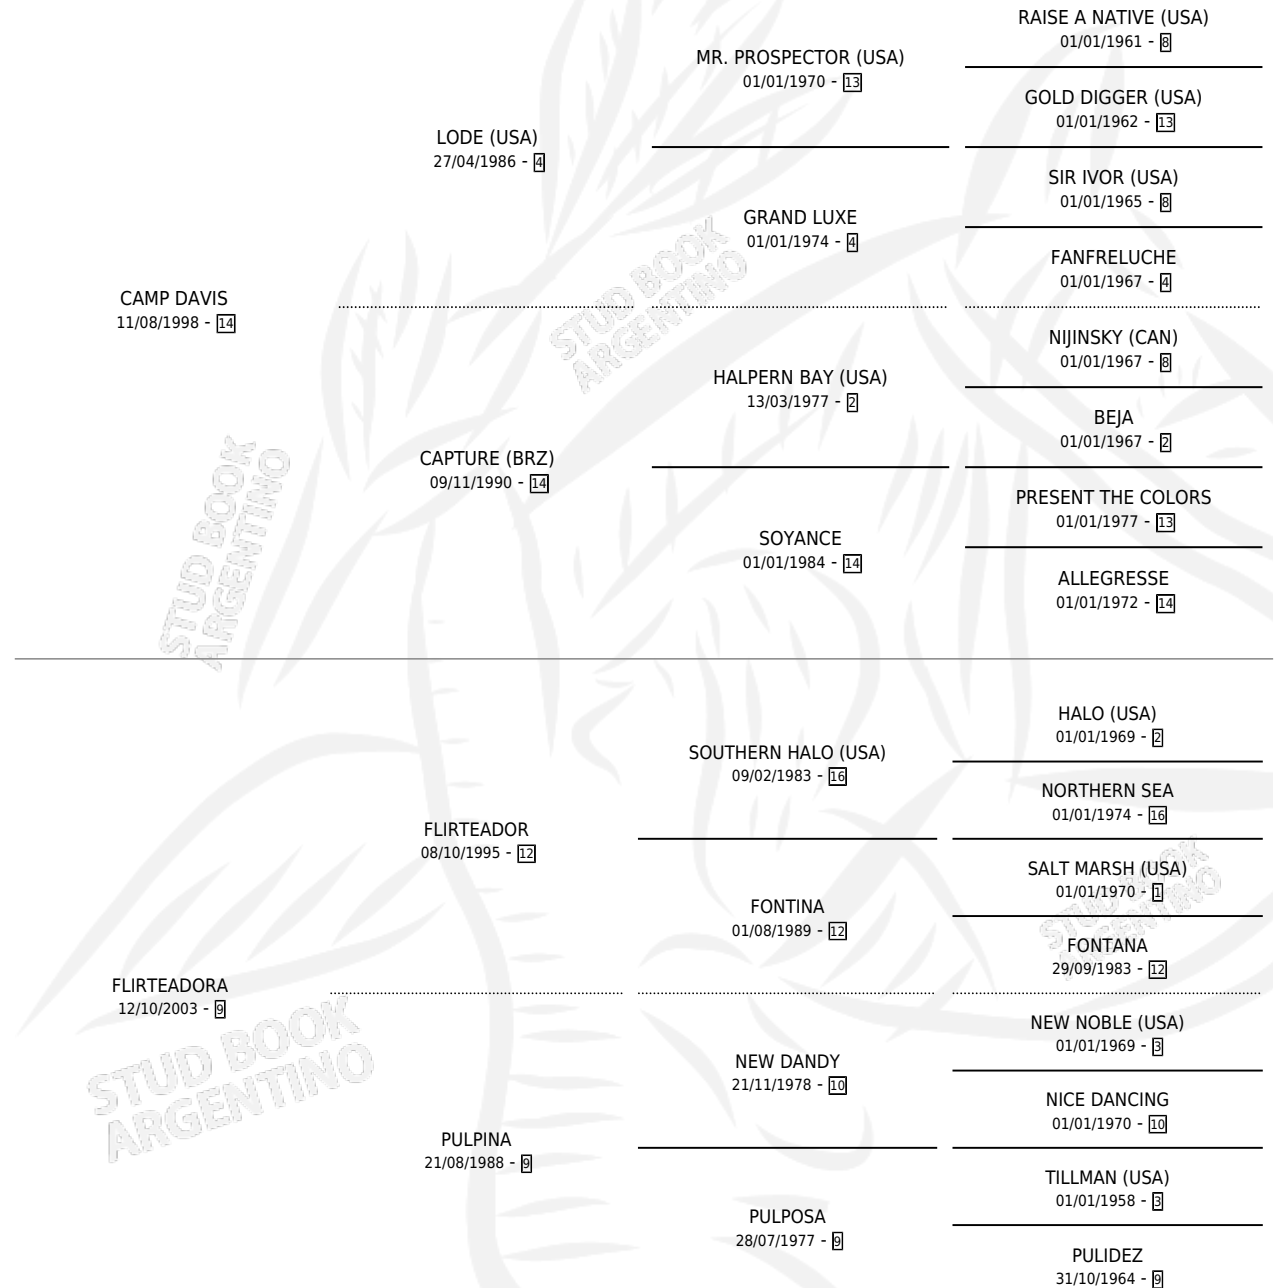 RAISE A NATIVE (USA)
01/01/1961 - 8
MR. PROSPECTOR (USA)
01/01/1970 - 13
GOLD DIGGER (USA)
01/01/1962 - 13
LODE (USA)
27/04/1986 - 4
SIR IVOR (USA)
01/01/1965 - 8
GRAND LUXE
01/01/1974 - 4
FANFRELUCHE
01/01/1967 - 4
STUD BOOK
ARGENTINO
CAMP DAVIS
11/08/1998 - 14
NIJINSKY (CAN)
01/01/1967 - 8
HALPERN BAY (USA)
13/03/1977 - 2
BEJA
01/01/1967 - 2
CAPTURE (BRZ)
09/11/1990 - 14
PRESENT THE COLORS
01/01/1977 - 13
SOYANCE
01/01/1984 - 14
ALLEGRESSE
01/01/1972 - 14
STUD BOOK
ARGENTINO
HALO (USA)
01/01/1969 - 2
SOUTHERN HALO (USA)
09/02/1983 - 16
NORTHERN SEA
01/01/1974 - 16
FLIRTEADOR
08/10/1995 - 12
SALT MARSH (USA)
01/01/1970 - 1
FONTINA
01/08/1989 - 12
STUD BOOK
ARGENTINO
FONTANA
29/09/1983 - 12
FLIRTEADORA
12/10/2003 - 9
NEW NOBLE (USA)
01/01/1969 - 3
NEW DANDY
21/11/1978 - 10
NICE DANCING
01/01/1970 - 10
STUD BOOK
ARGENTINO
PULPINA
21/08/1988 - 9
TILLMAN (USA)
01/01/1958 - 3
PULPOSA
28/07/1977 - 9
PULIDEZ
31/10/1964 - 9